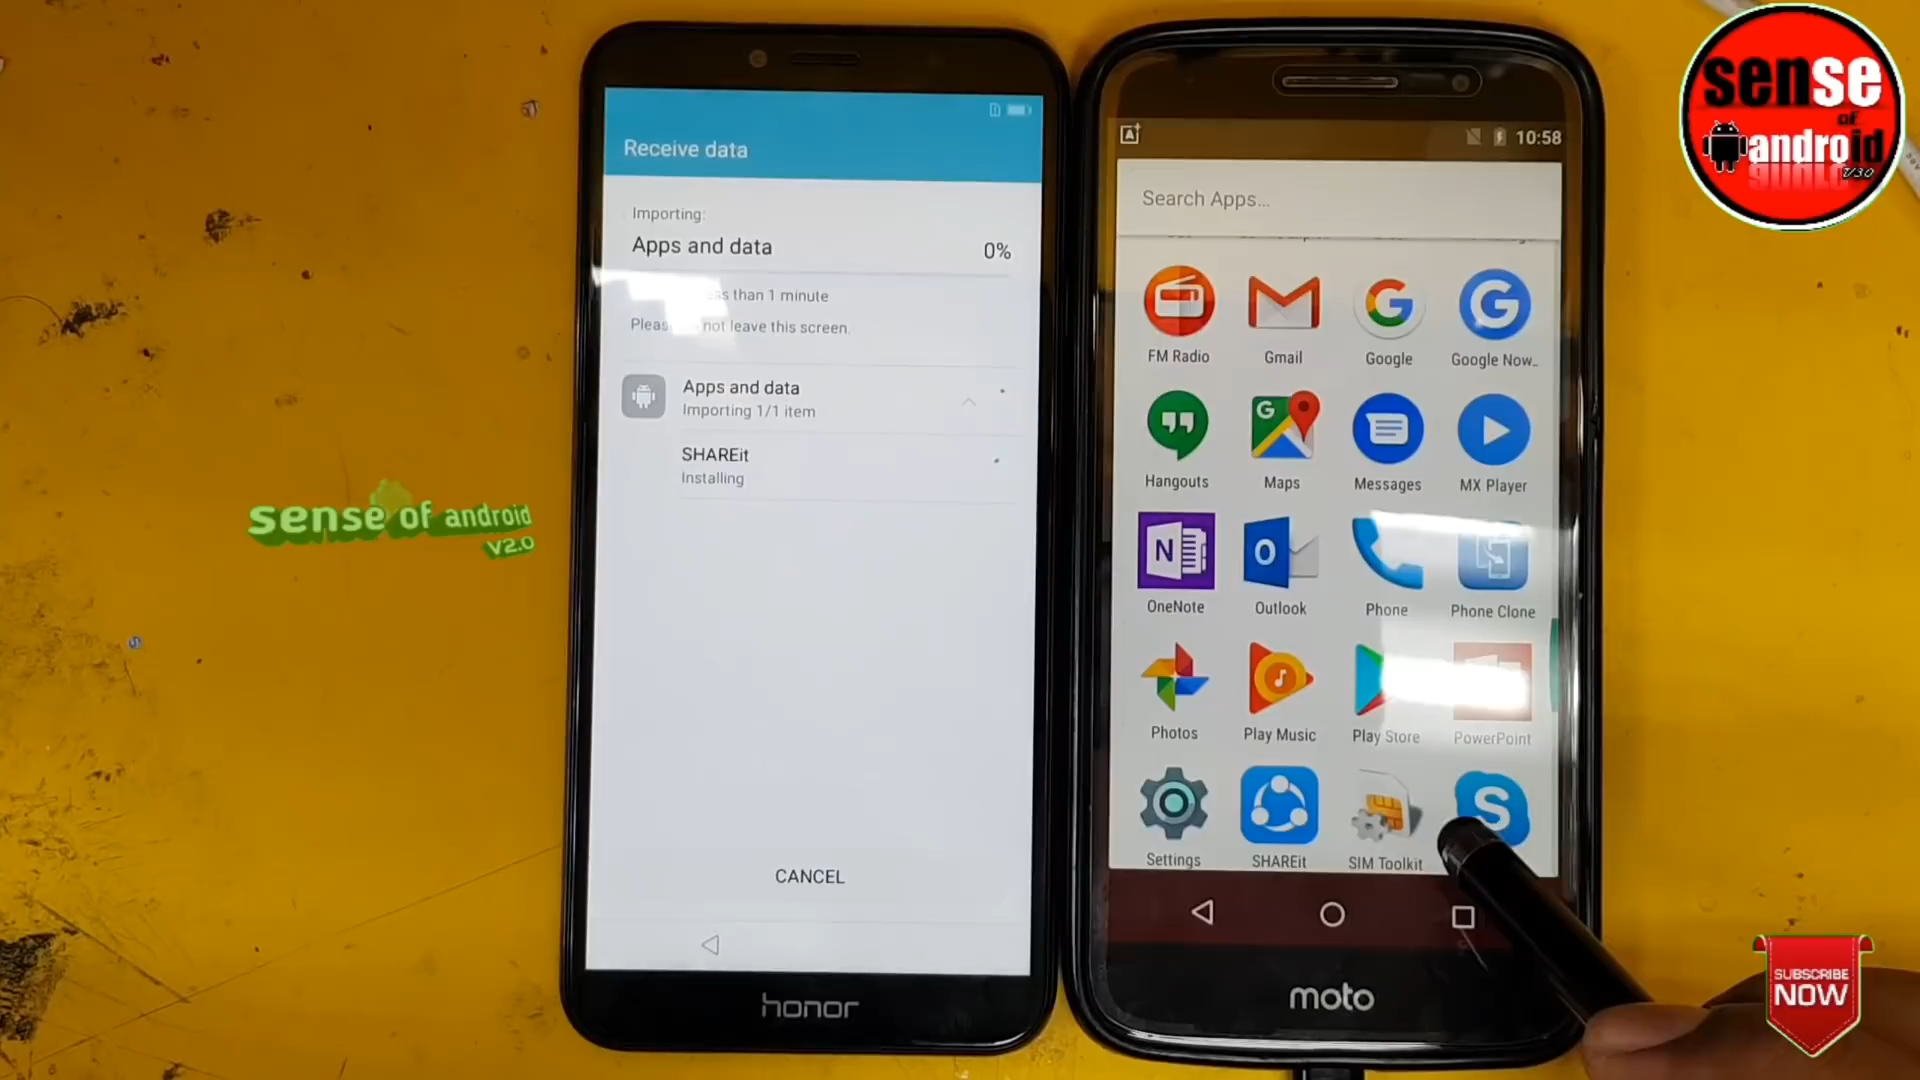 Receive data
Importing:
Apps and data
0%
than 1 minute
not leave this screen.
Apps and data
Importing 1/1 item
SHAREit
Installing
CANCEL
honor
10:58
Search Apps...
FM Radio
Gmail
Google
Google Now..
Hangouts
Maps
Messages
MX Player
OneNote
Outlook
Phone
Phone Clone
Photos
Play Music
Play Store
PowerPoint
Settings
SHAREit
SIM Toolkit
moto
sense of android
V2.0
sense
of
android
V3.0
SUBSCRIBE
NOW